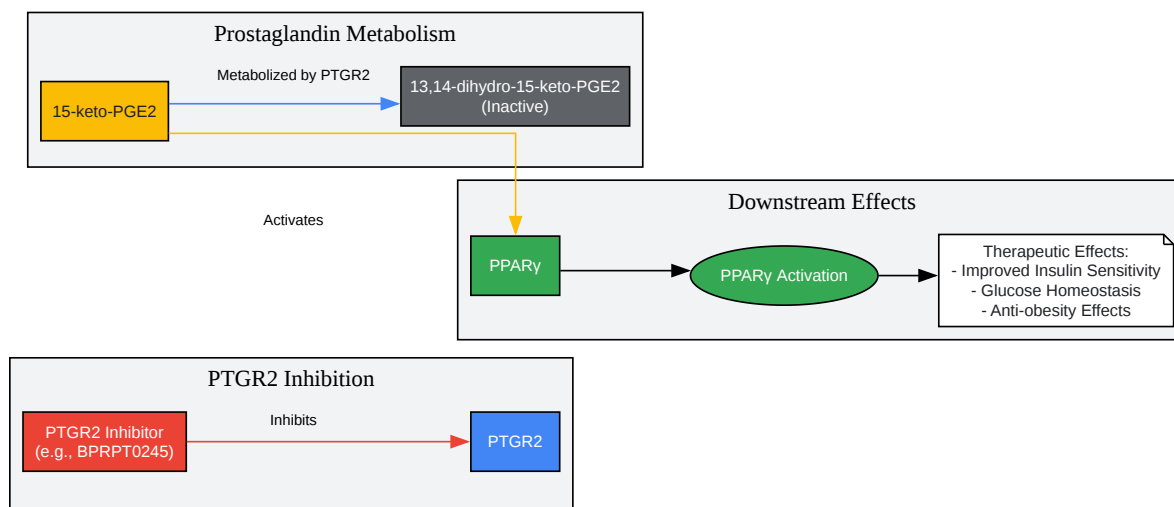 Prostaglandin Metabolism
Metabolized by PTGR2
15-keto-PGE2
13,14-dihydro-15-keto-PGE2
(Inactive)
Activates
Downstream Effects
PPARγ
PPARγ Activation
Therapeutic Effects:
- Improved Insulin Sensitivity
- Glucose Homeostasis
- Anti-obesity Effects
PTGR2 Inhibition
PTGR2 Inhibitor
(e.g., BPRPT0245)
Inhibits
PTGR2